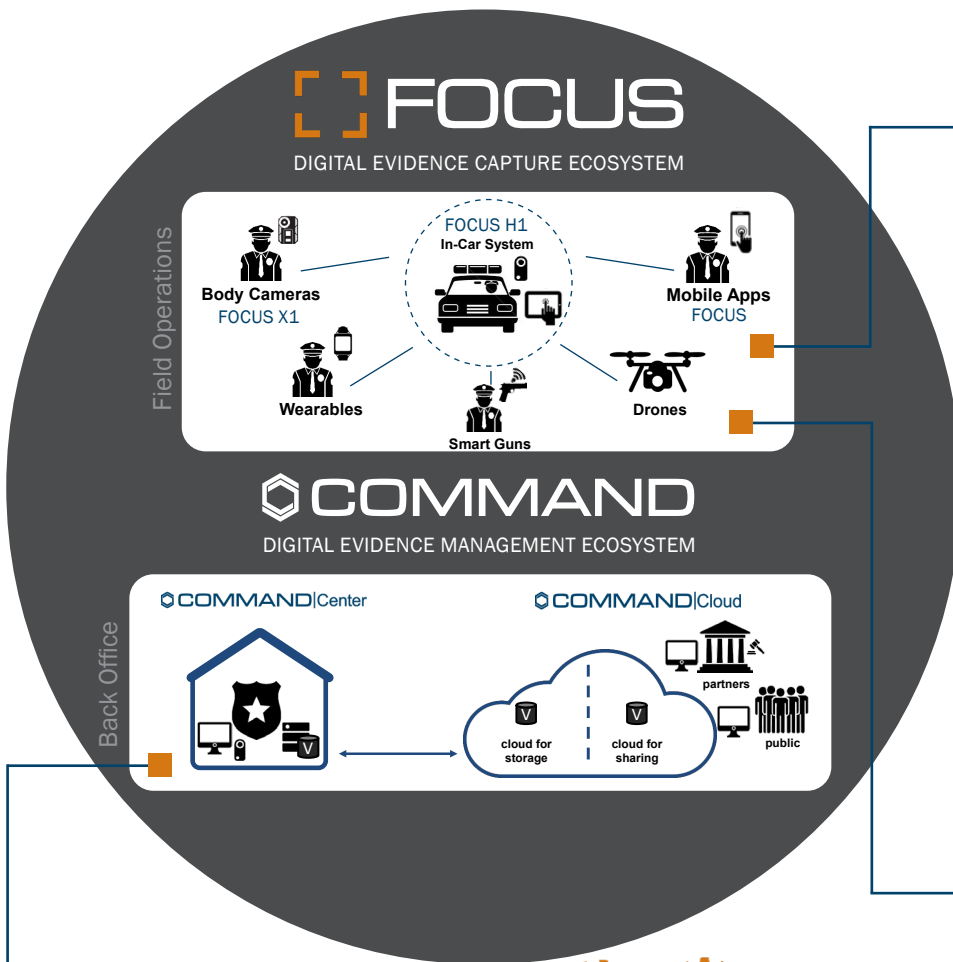 FOCUS
DIGITAL EVIDENCE CAPTURE ECOSYSTEM
Field Operations
FOCUS H1
In-Car System
Body Cameras
FOCUS X1
Mobile Apps
FOCUS
Wearables
Smart Guns
Drones
COMMAND
DIGITAL EVIDENCE MANAGEMENT ECOSYSTEM
Back Office
COMMAND|Center
COMMAND|Cloud
V
V
V
cloud for
storage
cloud for
sharing
partners
public